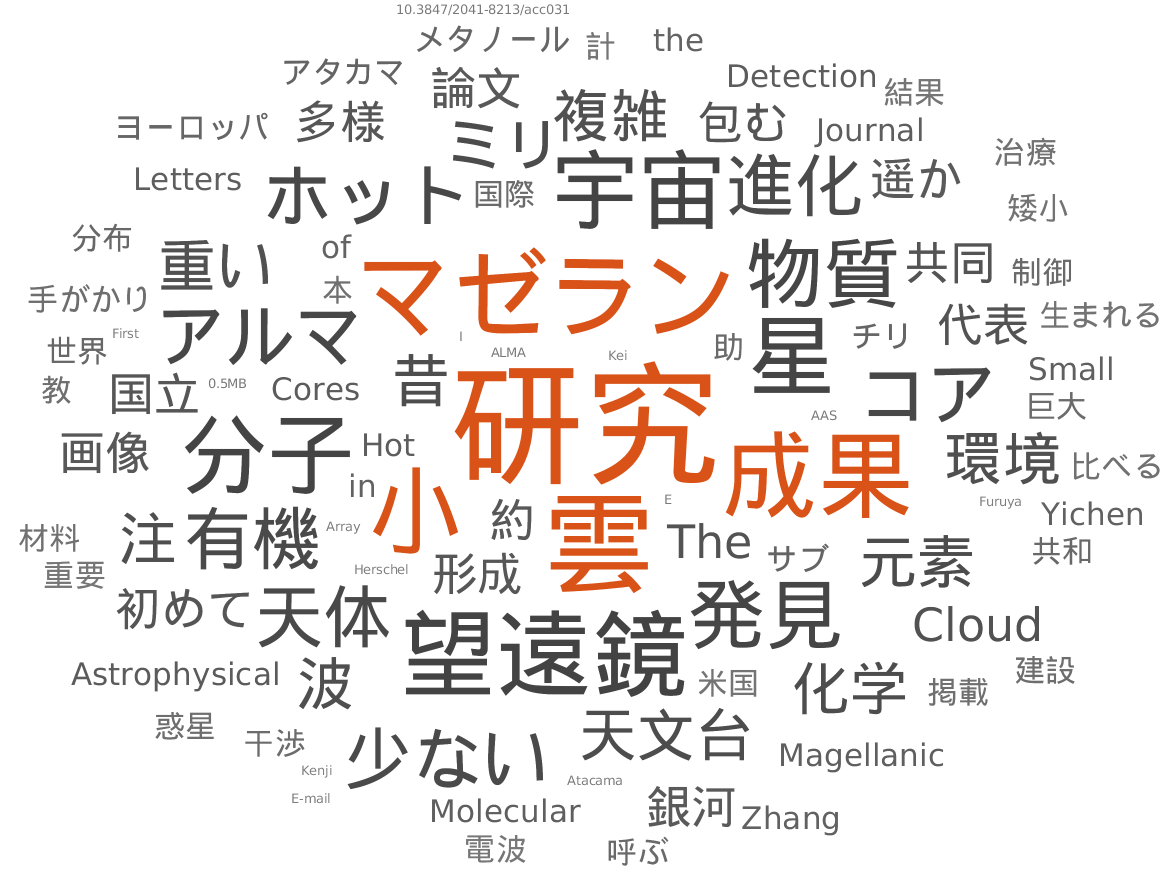 10.3847/2041-8213/acc031
メタノール 計 the
アタカマ 論文 Detection 結果
ヨーロッパ 多様 ミリ 複雑 包む Journal 治療
Letters ホット 国際 宇宙 進化 遥か 矮小
分布 重い of マゼラン 物質 共同 制御
手がかり 本 代表 生まれる
世界 First アルマ I ALMA Kei 助 星 チリ
教 国立 0.5MB Cores 昔 研究 コア Small 巨大
画像 分子 Hot AAS 成果 環境 比べる
in 小 E Furuya
材料 注 有機 Array 約 雲 The サブ 元素 Yichen 共和
重要 Herschel 形成
初めて 天体 望遠鏡 発見 Cloud
Astrophysical 波 米国 化学 掲載 建設
惑星 干渉 少ない 天文台 Magellanic
Kenji Atacama
E-mail Molecular 銀河 Zhang
電波 呼ぶ